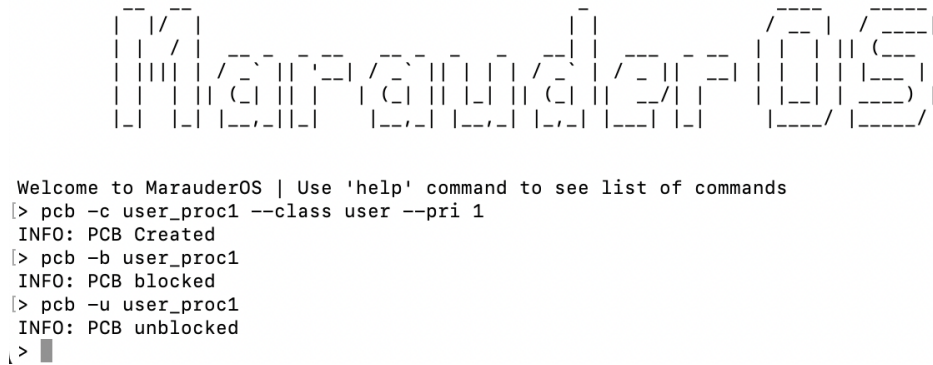 MarauderOS
Welcome to MarauderOS | Use 'help' command to see list of commands
[> pcb -c user_proc1 --class user --pri 1
INFO: PCB Created
[> pcb -b user_proc1
INFO: PCB blocked
[> pcb -u user_proc1
INFO: PCB unblocked
>